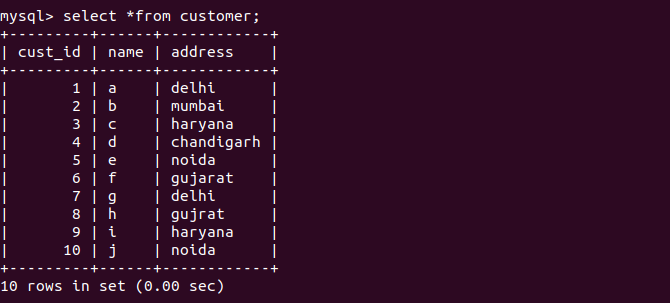 mysql> select *from customer;
+---------+------+------------+
| cust_id | name | address    |
+---------+------+------------+
|       1 | a    | delhi      |
|       2 | b    | mumbai     |
|       3 | c    | haryana    |
|       4 | d    | chandigarh |
|       5 | e    | noida      |
|       6 | f    | gujarat    |
|       7 | g    | delhi      |
|       8 | h    | gujrat     |
|       9 | i    | haryana    |
|      10 | j    | noida      |
+---------+------+------------+
10 rows in set (0.00 sec)